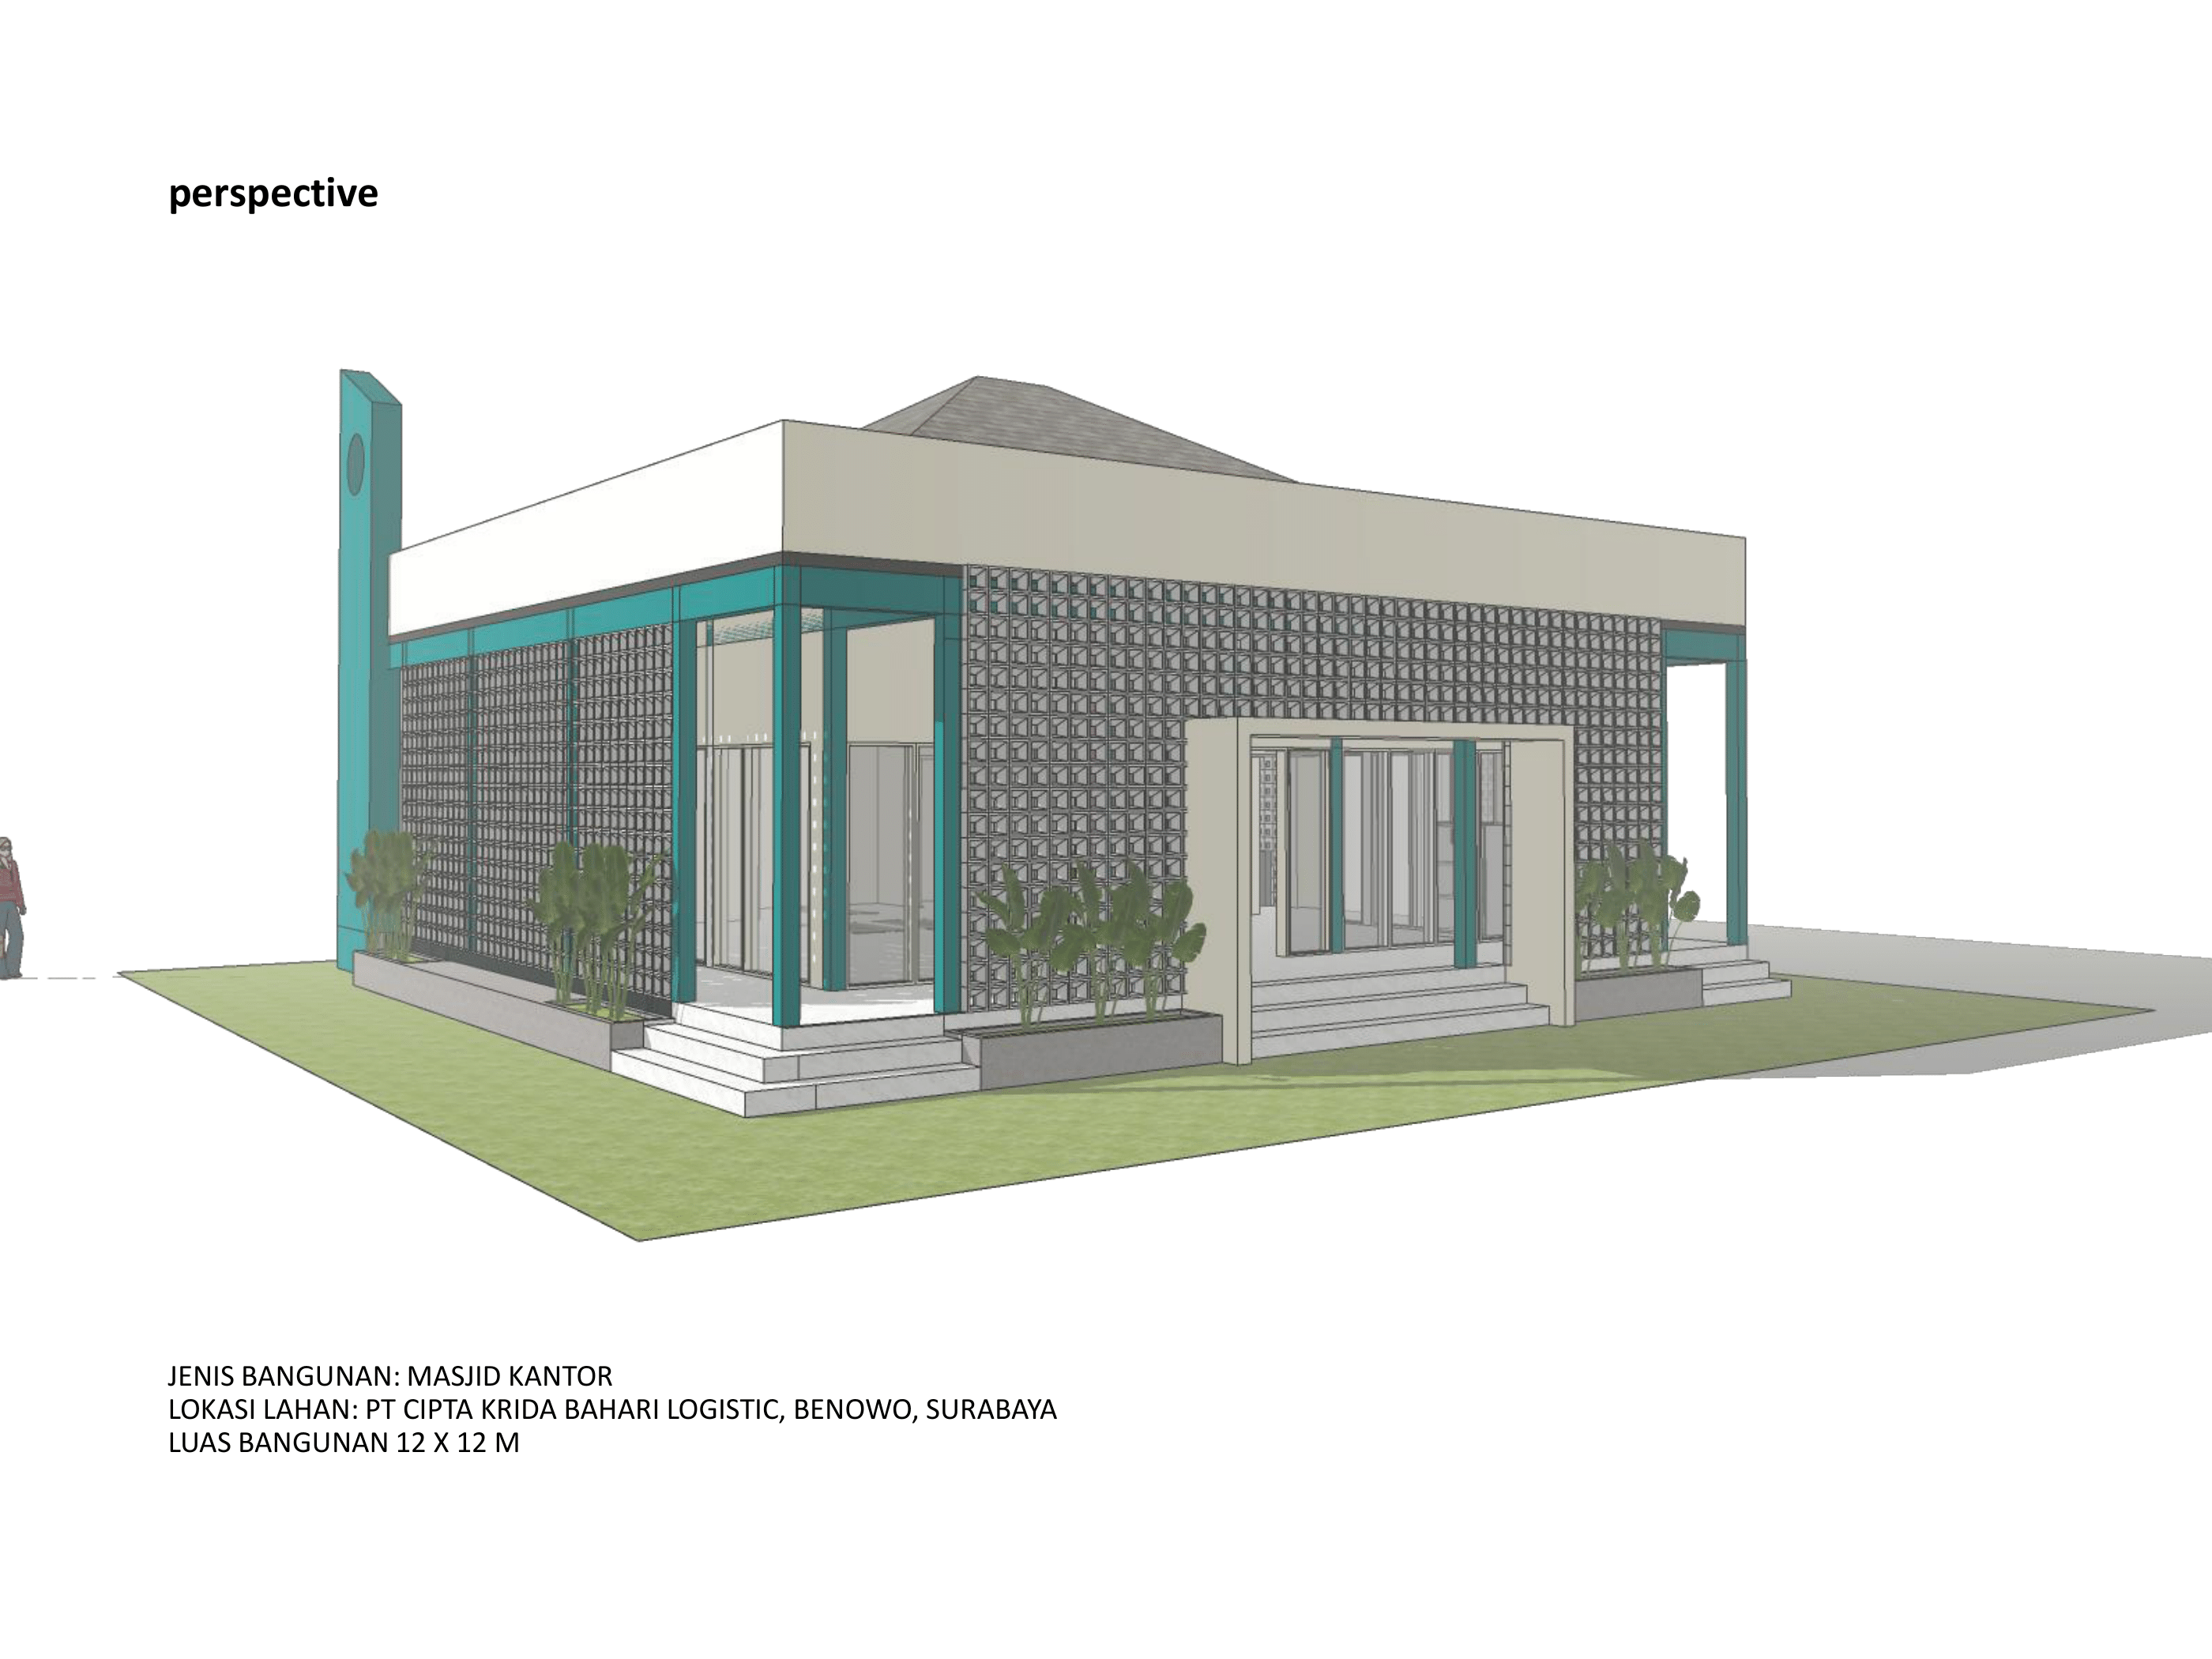 perspective
JENIS BANGUNAN: MASJID KANTOR
LOKASI LAHAN: PT CIPTA KRIDA BAHARI LOGISTIC, BENOWO, SURABAYA
LUAS BANGUNAN 12 X 12 M